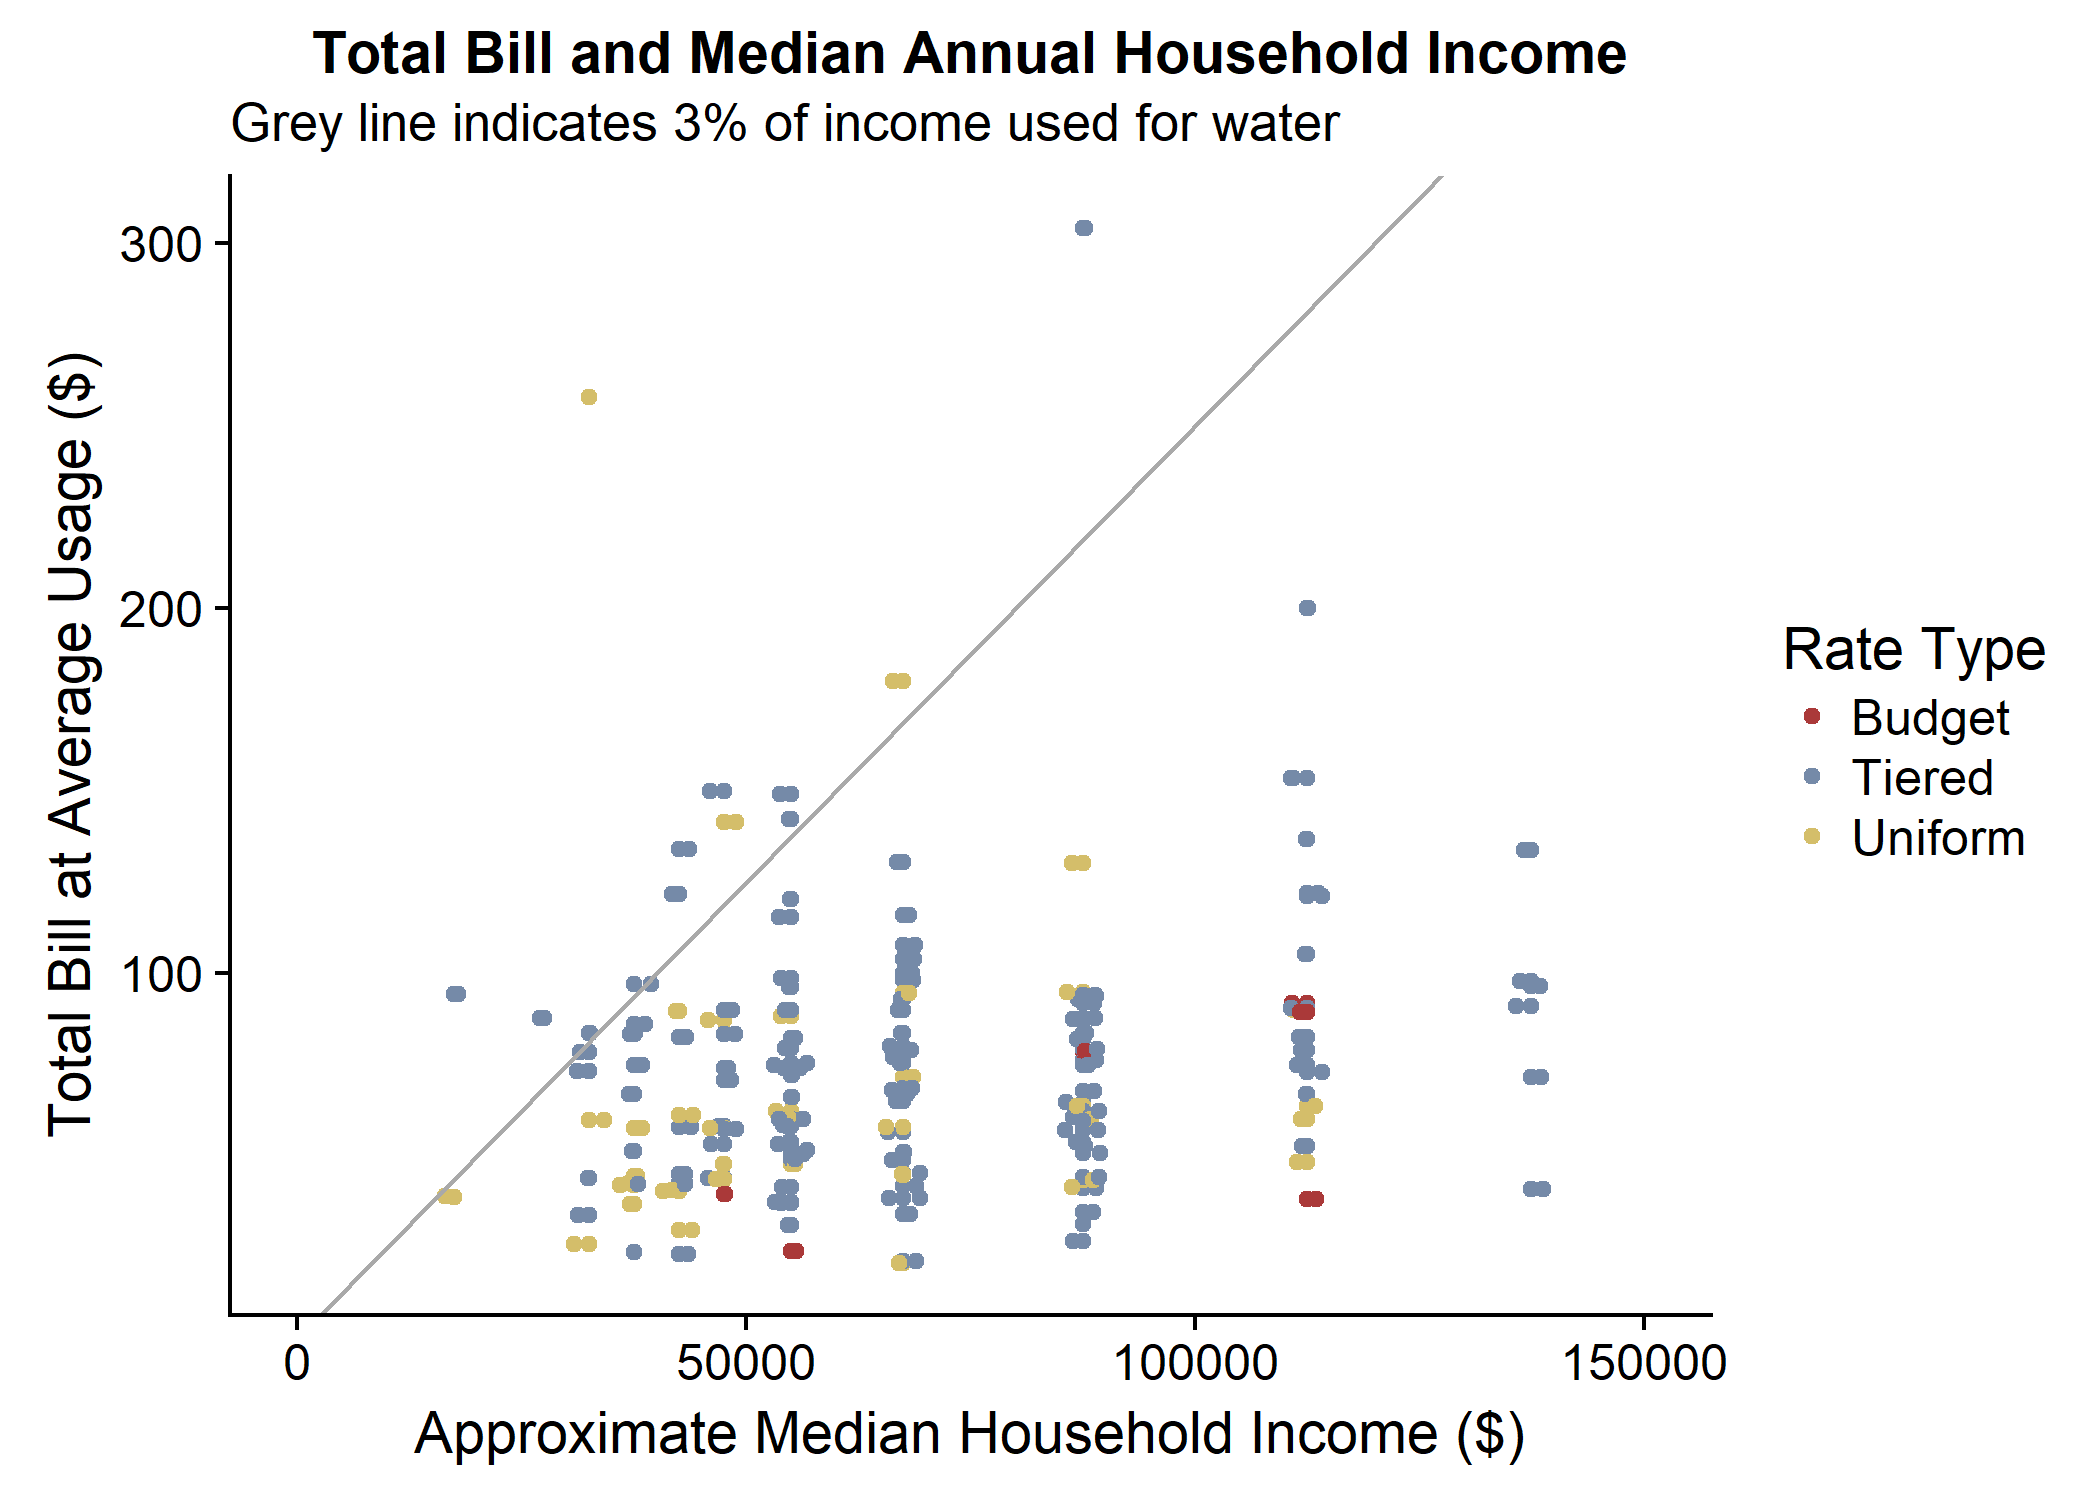 Total Bill and Median Annual Household Income
Grey line indicates 3% of income used for water
Total Bill at Average Usage ($)
300
200
100
0
50000
100000
150000
Approximate Median Household Income ($)
Rate Type
Budget
Tiered
Uniform